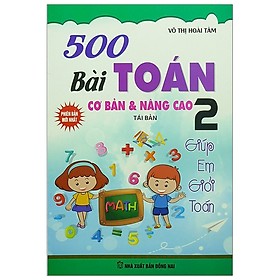 VÕ THỊ HOÀI TÂM
500
Bài TOÁN
CƠ BẢN & NÂNG CAO 2
TÁI BẢN
PHIÊN BẢN
MỚI NHẤT
Giúp
Em
Giỏi
Toán
MATH
NHÀ XUẤT BẢN ĐỒNG NAI